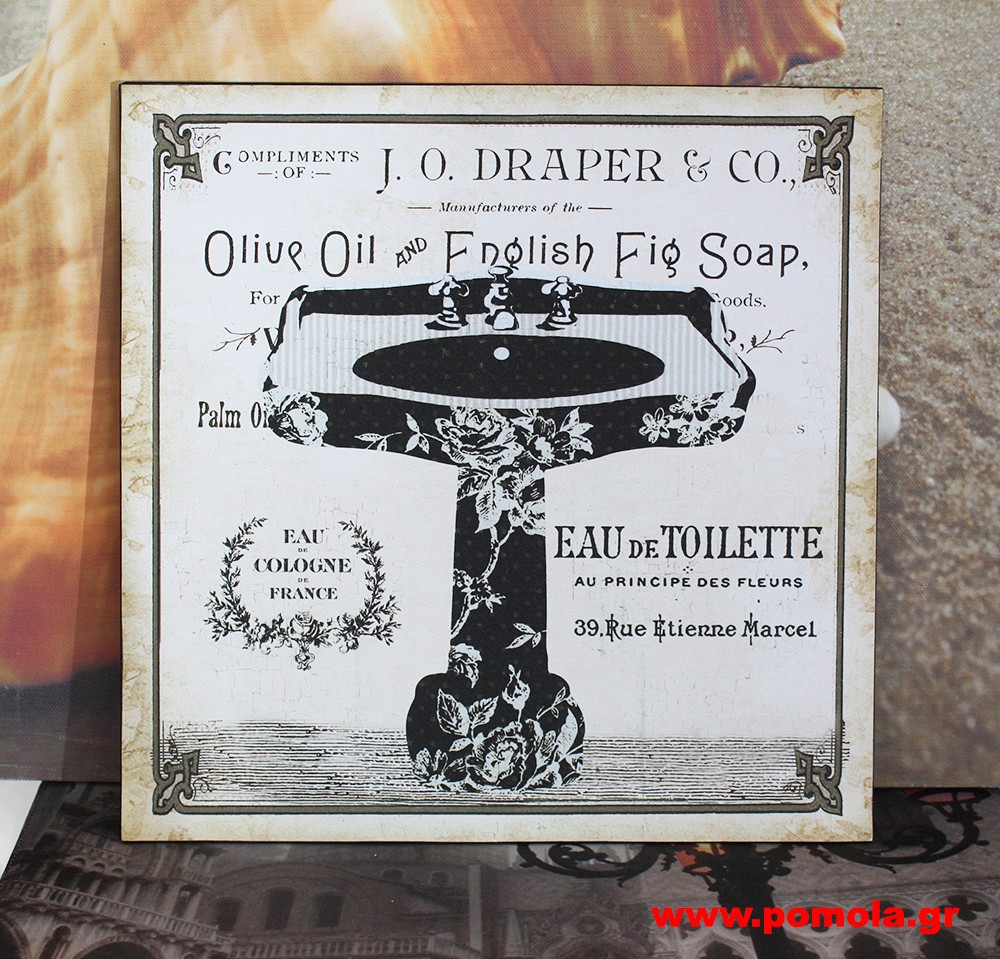 COMPLIMENTS
—:OF:—
J. O. DRAPER & CO.,
— Manufacturers of the —
Olive Oil AND English Fig Soap,
For
Goods.
Palm Oil
EAU
DE
COLOGNE
DE
FRANCE
EAU DE TOILETTE
AU PRINCIPE DES FLEURS
39, Rue Etienne Marcel
www.pomola.gr